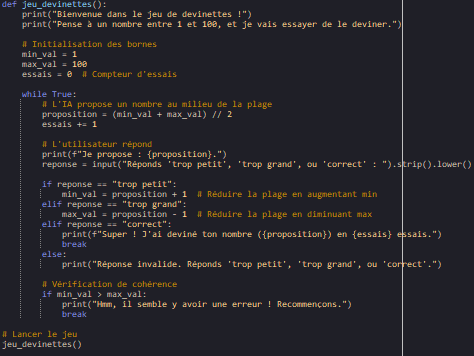 def jeu_devinettes():
    print("Bienvenue dans le jeu de devinettes !")
    print("Pense à un nombre entre 1 et 100, et je vais essayer de le deviner.")
    # Initialisation des bornes
    min_val = 1
    max_val = 100
    essais = 0  # Compteur d'essais
    while True:
        # L'IA propose un nombre au milieu de la plage
        proposition = (min_val + max_val) // 2
        essais += 1
        # L'utilisateur répond
        print(f"Je propose : {proposition}.")
        reponse = input("Réponds 'trop petit', 'trop grand', ou 'correct' : ").strip().lower()
        if reponse == "trop petit":
            min_val = proposition + 1  # Réduire la plage en augmentant min
        elif reponse == "trop grand":
            max_val = proposition - 1  # Réduire la plage en diminuant max
        elif reponse == "correct":
            print(f"Super ! J'ai deviné ton nombre ({proposition}) en {essais} essais.")
            break
        else:
            print("Réponse invalide. Réponds 'trop petit', 'trop grand', ou 'correct'.")
        # Vérification de cohérence
        if min_val > max_val:
            print("Hmm, il semble y avoir une erreur ! Recommençons.")
            break
# Lancer le jeu
jeu_devinettes()